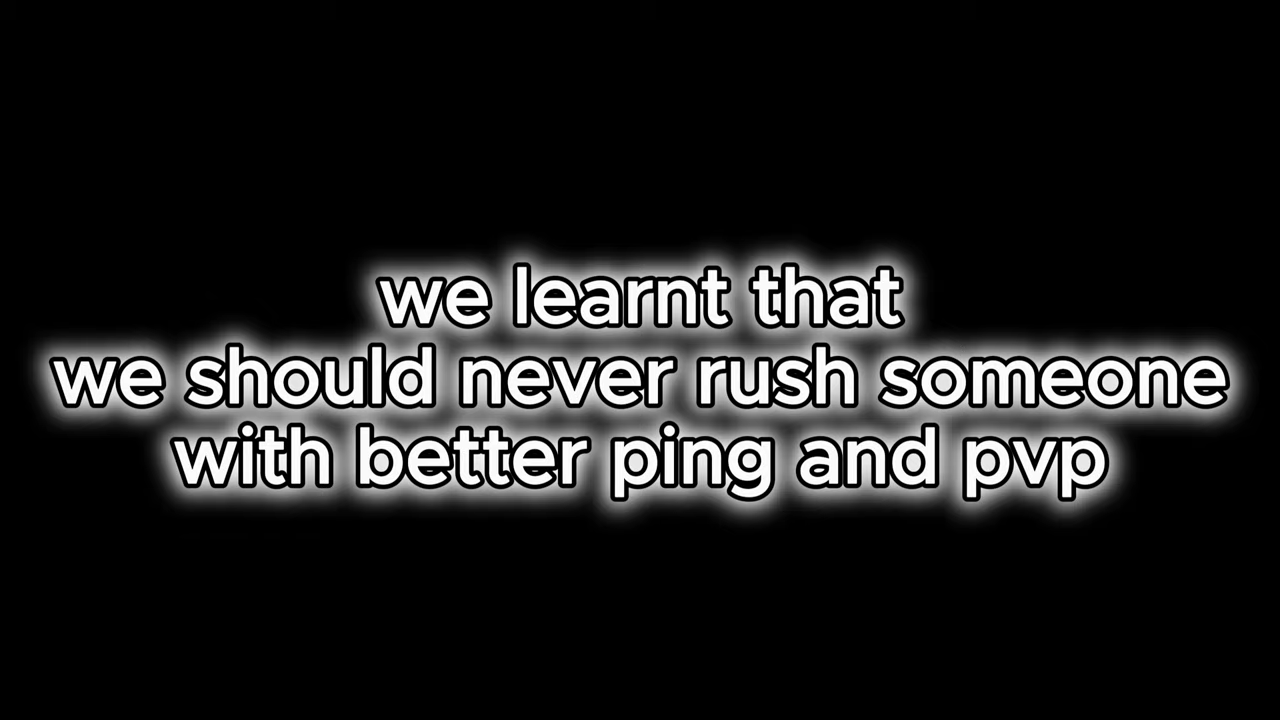 we learnt that
we should never rush someone
with better ping and pvp